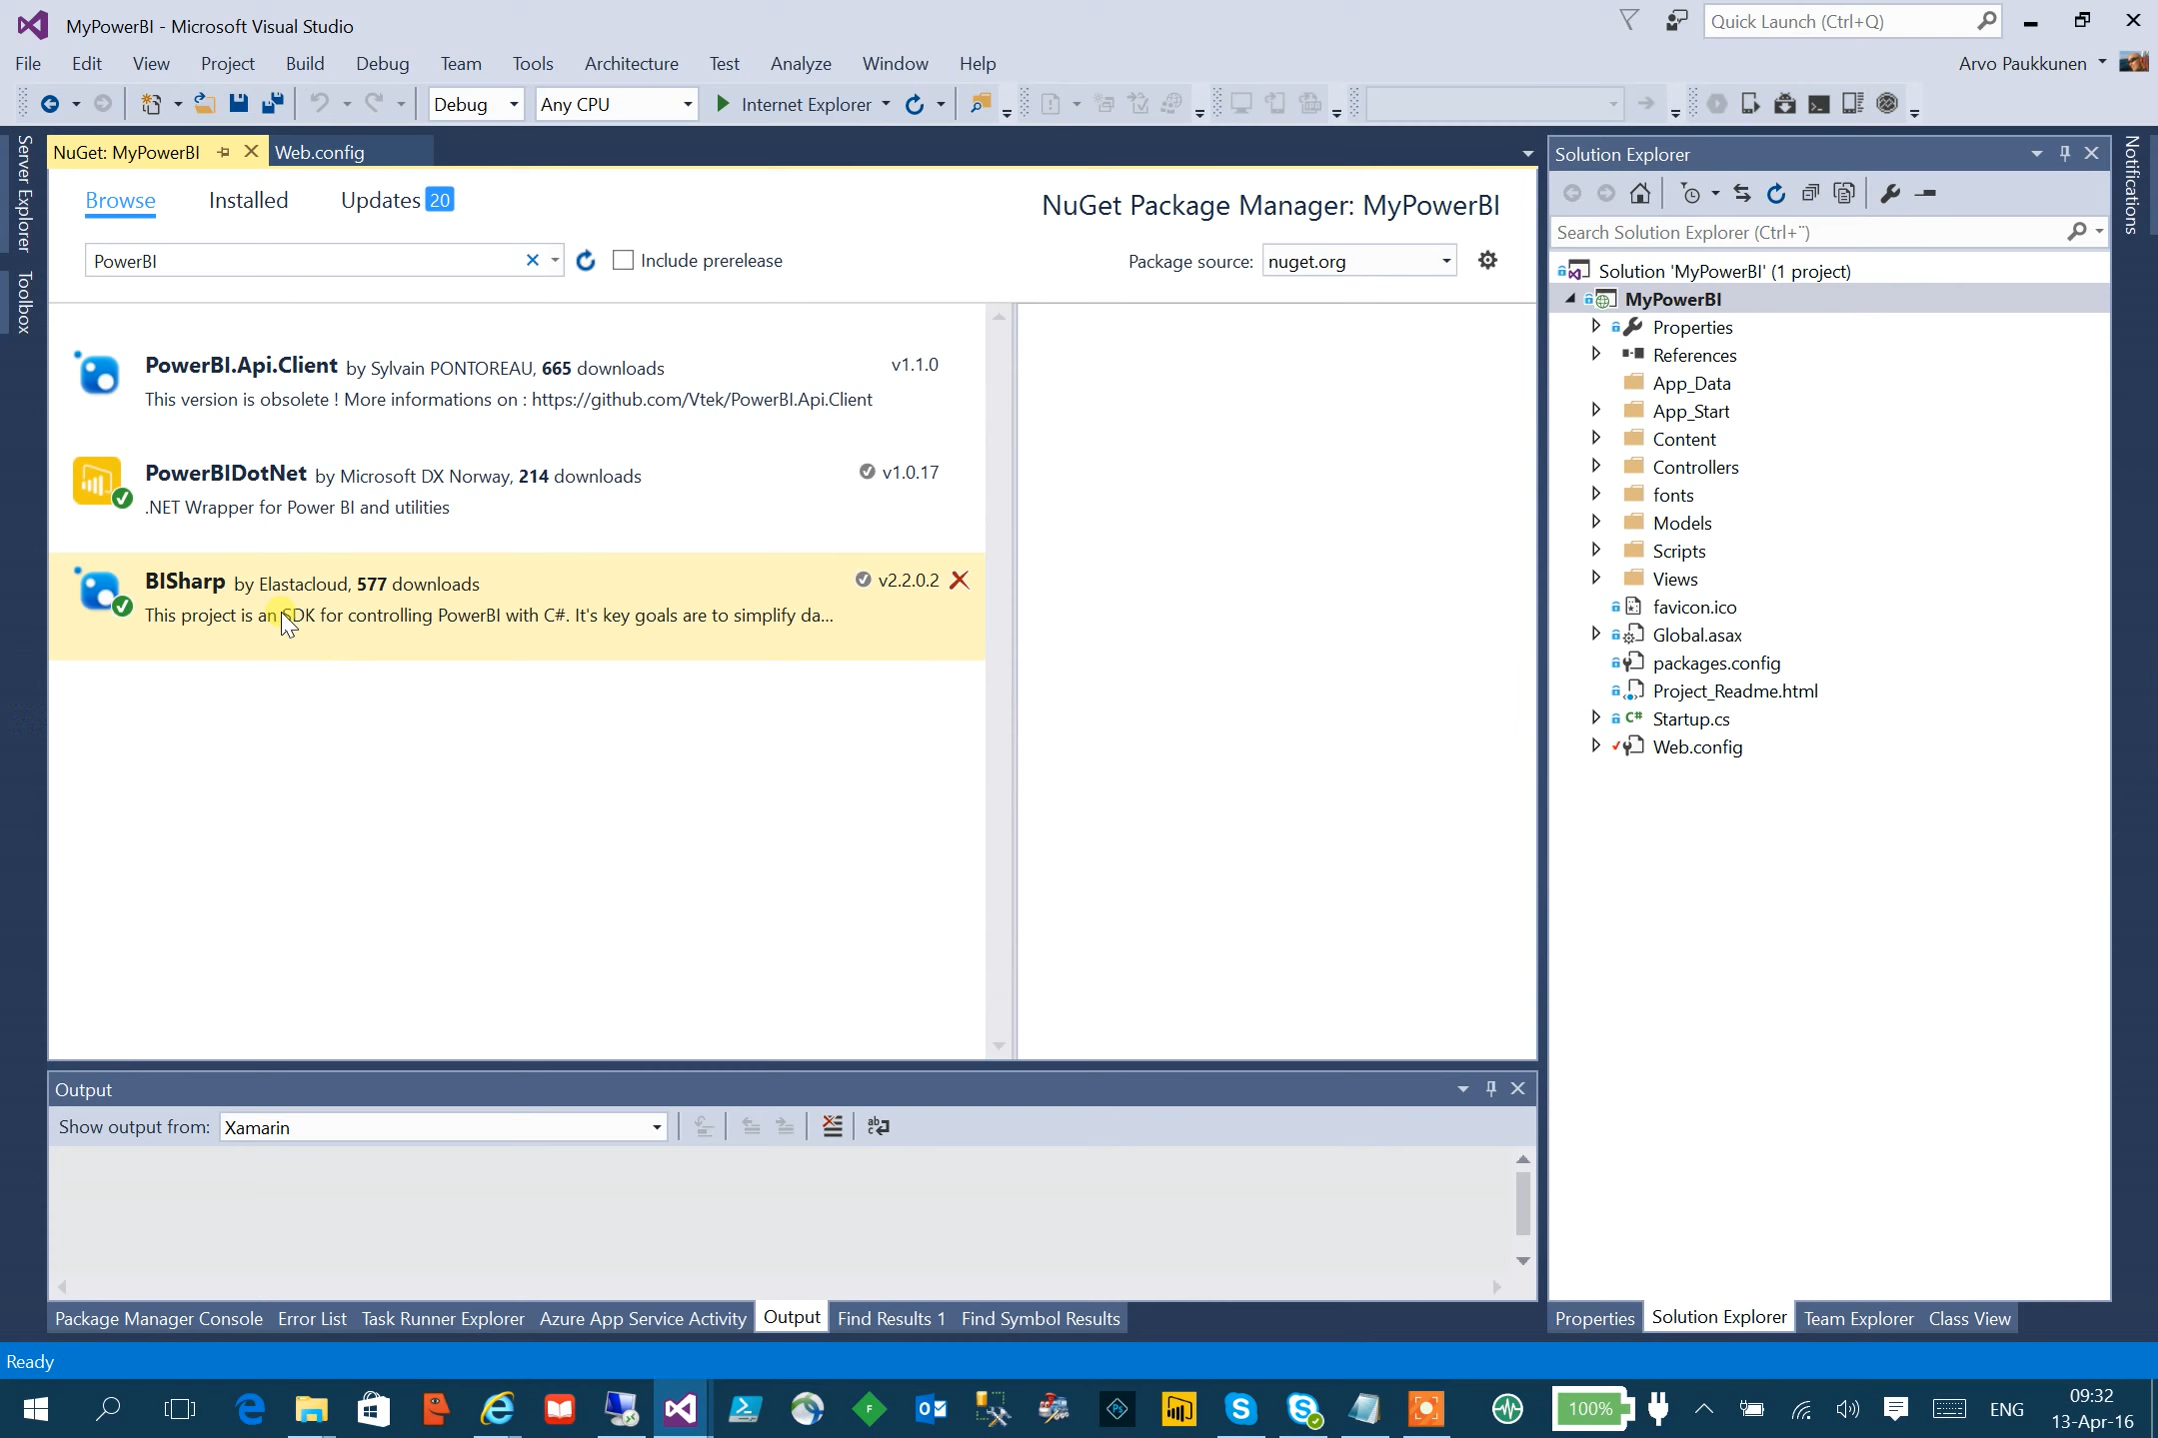 MyPowerBI - Microsoft Visual Studio
Quick Launch (Ctrl+Q)
File Edit View Project Build Debug Team Tools Architecture Test Analyze Window Help
Arvo Paukkunen
Debug Any CPU Internet Explorer
Server Explorer
Toolbox
NuGet: MyPowerBI Web.config
Browse Installed Updates 20
NuGet Package Manager: MyPowerBI
PowerBI
Include prerelease
Package source: nuget.org
PowerBI.Api.Client by Sylvain PONTOREAU, 665 downloads v1.1.0
This version is obsolete ! More informations on : https://github.com/Vtek/PowerBI.Api.Client
PowerBIDotNet by Microsoft DX Norway, 214 downloads v1.0.17
.NET Wrapper for Power BI and utilities
BISharp by Elastacloud, 577 downloads v2.2.0.2
This project is an SDK for controlling PowerBI with C#. It's key goals are to simplify da...
Solution Explorer
Search Solution Explorer (Ctrl+¨)
Solution 'MyPowerBI' (1 project)
MyPowerBI
Properties
References
App_Data
App_Start
Content
Controllers
fonts
Models
Scripts
Views
favicon.ico
Global.asax
packages.config
Project_Readme.html
C# Startup.cs
Web.config
Notifications
Output
Show output from: Xamarin
Package Manager Console Error List Task Runner Explorer Azure App Service Activity Output Find Results 1 Find Symbol Results
Properties Solution Explorer Team Explorer Class View
Ready
100%
ENG
09:32
13-Apr-16